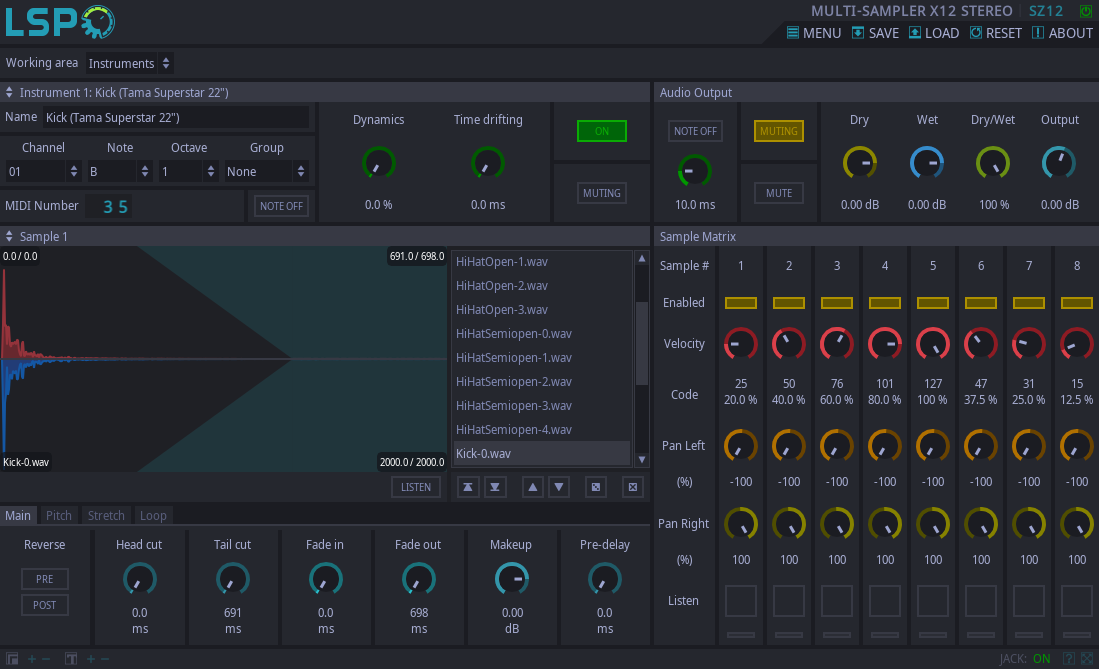 LSP
MULTI-SAMPLER X12 STEREO SZ12
MENU SAVE LOAD RESET ABOUT
Working area Instruments
Instrument 1: Kick (Tama Superstar 22")
Name Kick (Tama Superstar 22")
Channel Note Octave Group
01 B 1 None
MIDI Number 35 NOTE OFF
Dynamics Time drifting
0.0 % 0.0 ms
ON
MUTING
Audio Output
NOTE OFF
10.0 ms
MUTING
MUTE
Dry Wet Dry/Wet Output
0.00 dB 0.00 dB 100 % 0.00 dB
Sample 1
0.0 / 0.0 691.0 / 698.0
Kick-0.wav 2000.0 / 2000.0
LISTEN
HiHatOpen-1.wav
HiHatOpen-2.wav
HiHatOpen-3.wav
HiHatSemiopen-0.wav
HiHatSemiopen-1.wav
HiHatSemiopen-2.wav
HiHatSemiopen-3.wav
HiHatSemiopen-4.wav
Kick-0.wav
Main Pitch Stretch Loop
Reverse Head cut Tail cut Fade in Fade out Makeup Pre-delay
PRE
POST
0.0 691 0.0 698 0.00 0.0
ms ms ms ms dB ms
Sample Matrix
Sample # 1 2 3 4 5 6 7 8
Enabled
Velocity
Code
25 50 76 101 127 47 31 15
20.0 % 40.0 % 60.0 % 80.0 % 100 % 37.5 % 25.0 % 12.5 %
Pan Left
(%) -100 -100 -100 -100 -100 -100 -100 -100
Pan Right
(%) 100 100 100 100 100 100 100 100
Listen
JACK: ON